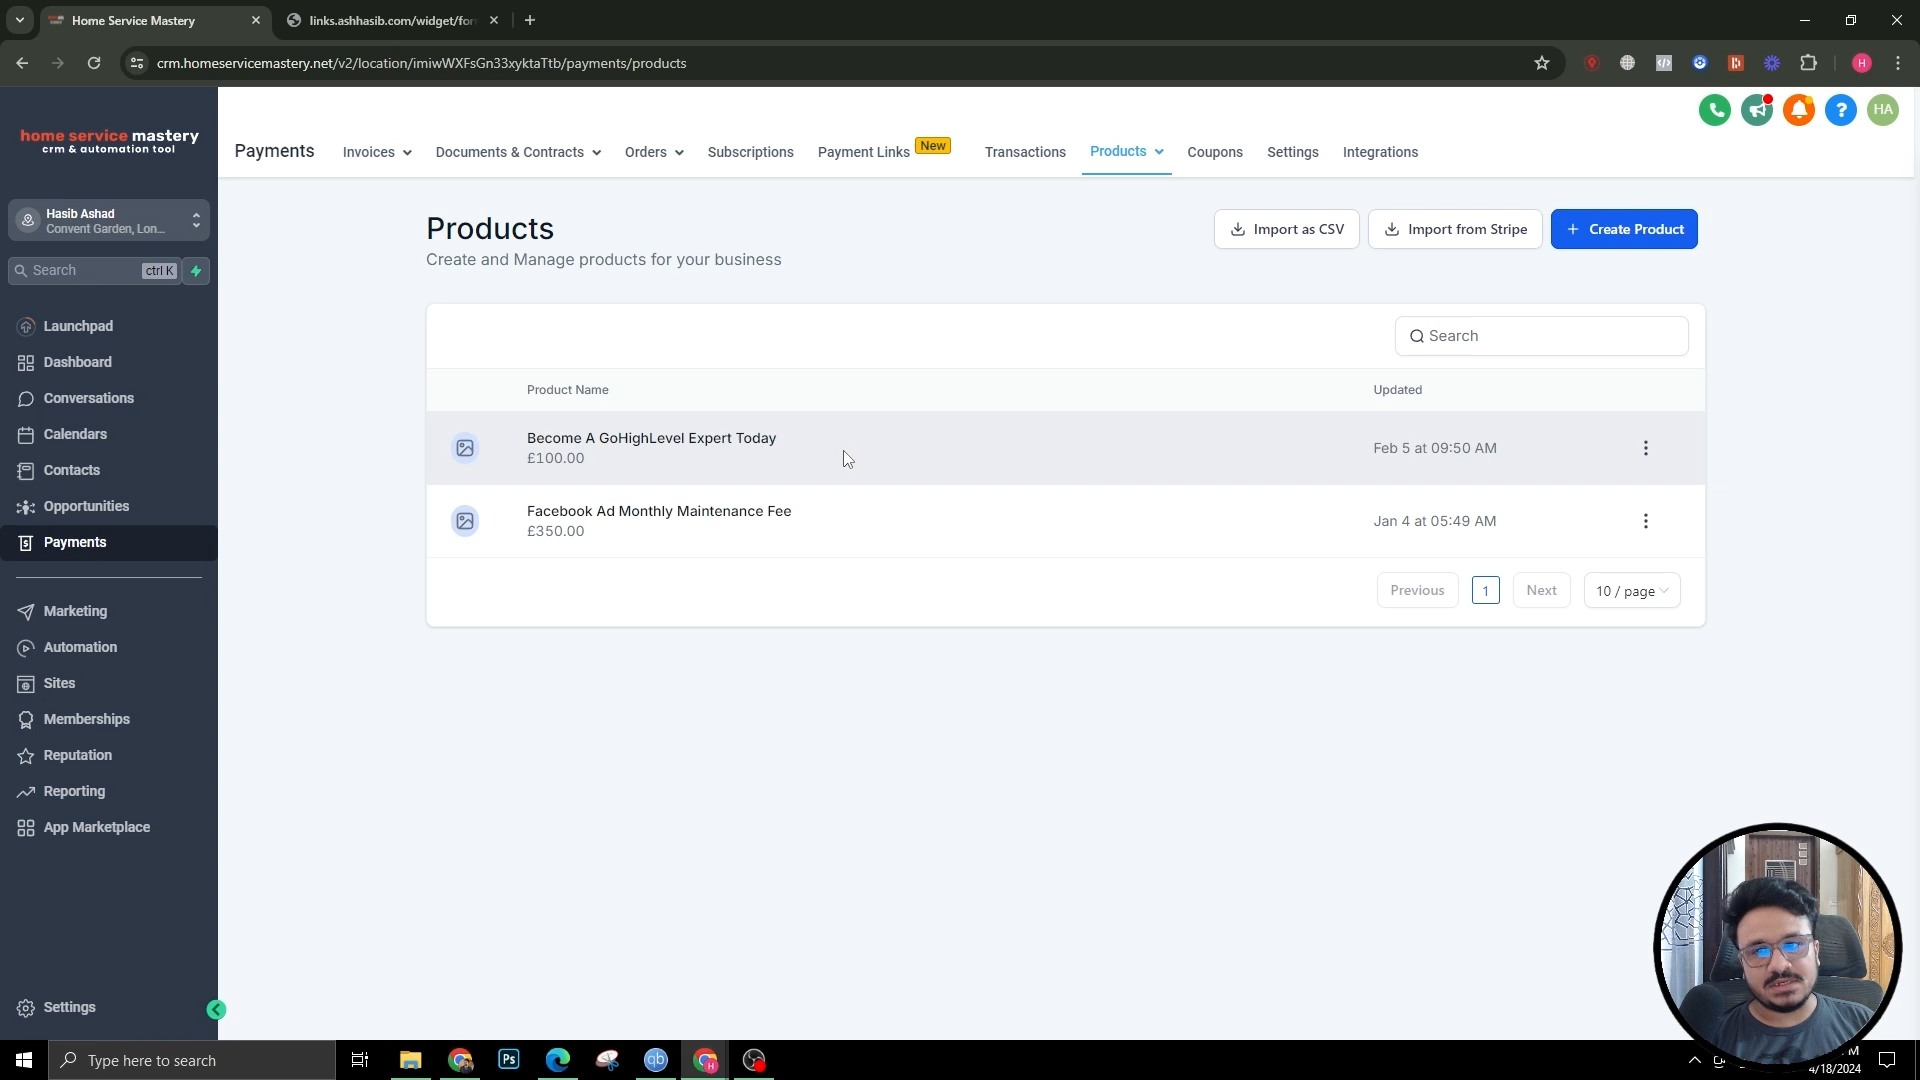 Home Service Mastery
links.ashhasib.com/widget/for
crm.homeservicemastery.net/v2/location/imiwWXFsGn33xyktaTtb/payments/products
home service mastery
crm & automation tool
Hasib Ashad
Convent Garden, Lon...
Search
ctrl K
Launchpad
Dashboard
Conversations
Calendars
Contacts
Opportunities
Payments
Marketing
Automation
Sites
Memberships
Reputation
Reporting
App Marketplace
Settings
HA
Payments
Invoices
Documents & Contracts
Orders
Subscriptions
Payment Links
New
Transactions
Products
Coupons
Settings
Integrations
Products
Create and Manage products for your business
Import as CSV
Import from Stripe
+ Create Product
Search
Product Name
Updated
Become A GoHighLevel Expert Today
£100.00
Feb 5 at 09:50 AM
Facebook Ad Monthly Maintenance Fee
£350.00
Jan 4 at 05:49 AM
Previous
1
Next
10 / page
Type here to search
Ps
qb
H
4/18/2024